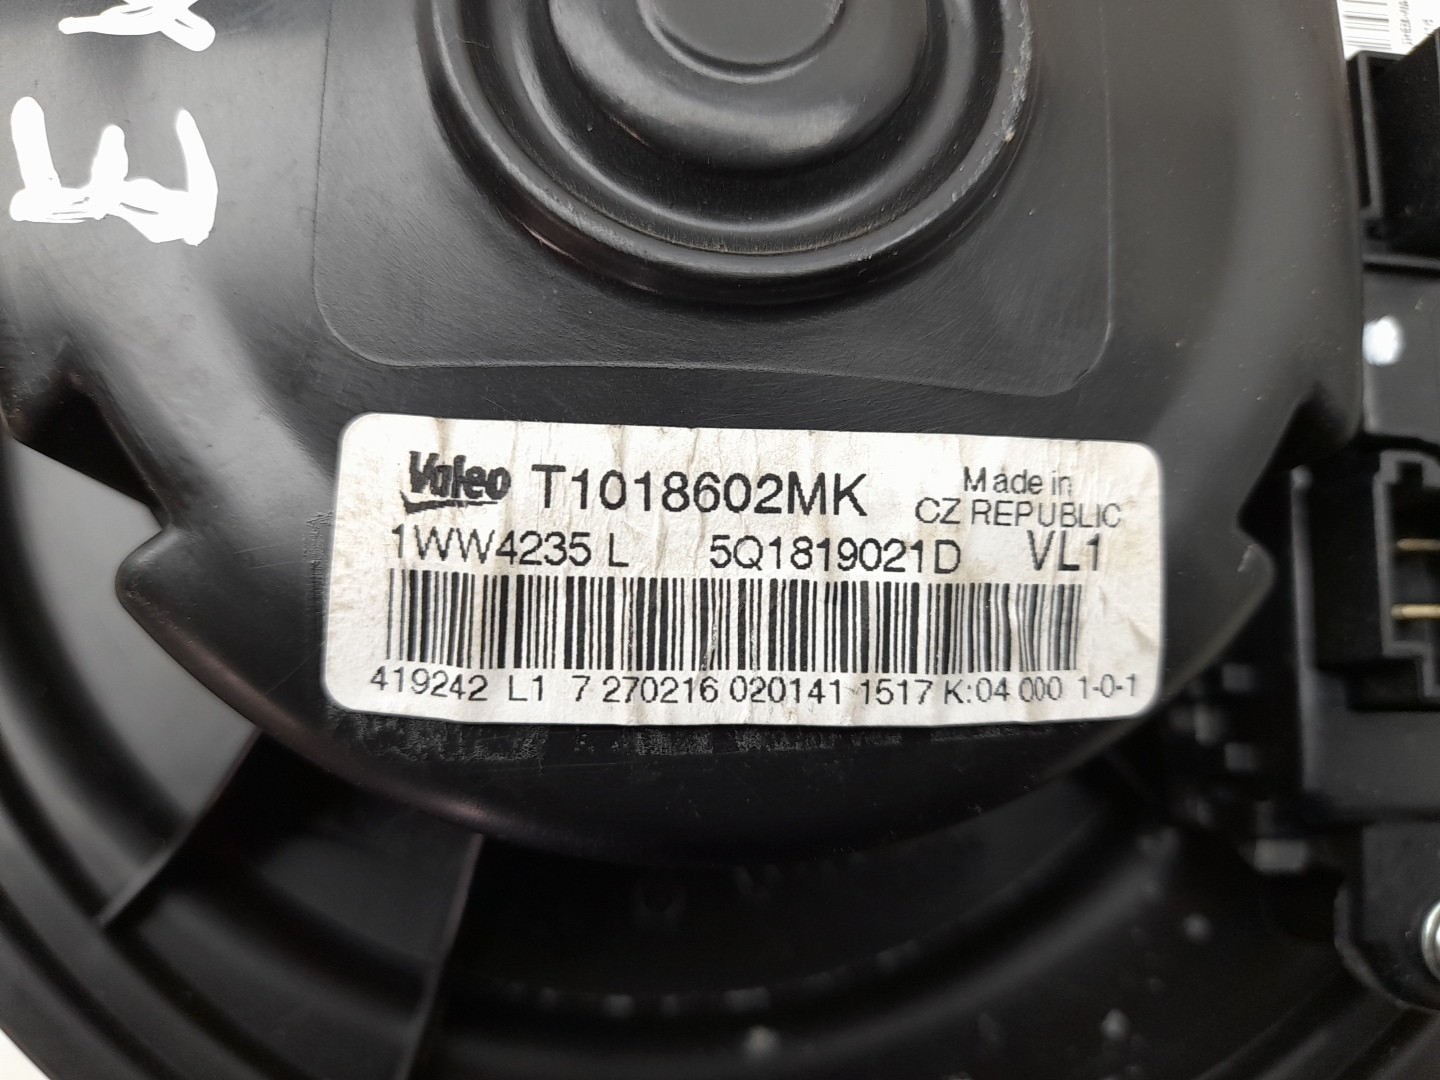 Valeo T1018602MK Made in
CZ REPUBLIC
1WW4235 L 5Q1819021D VL1
419242 L1 7 270216 020141 1517 K:04 000 1-0-1